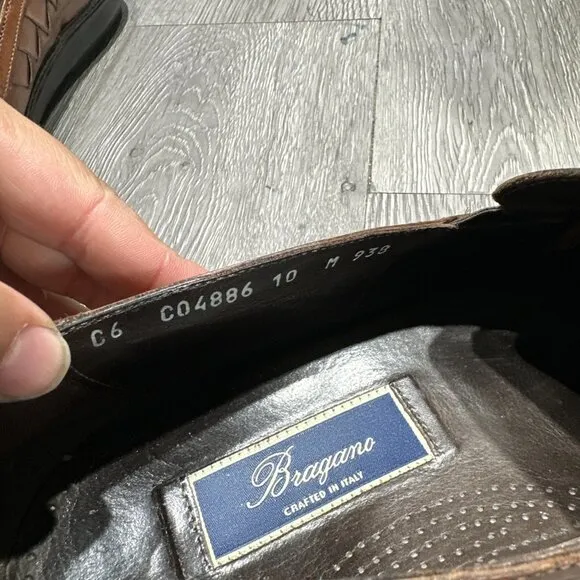 C6 C04886 10 M 938
Bragano
CRAFTED IN ITALY